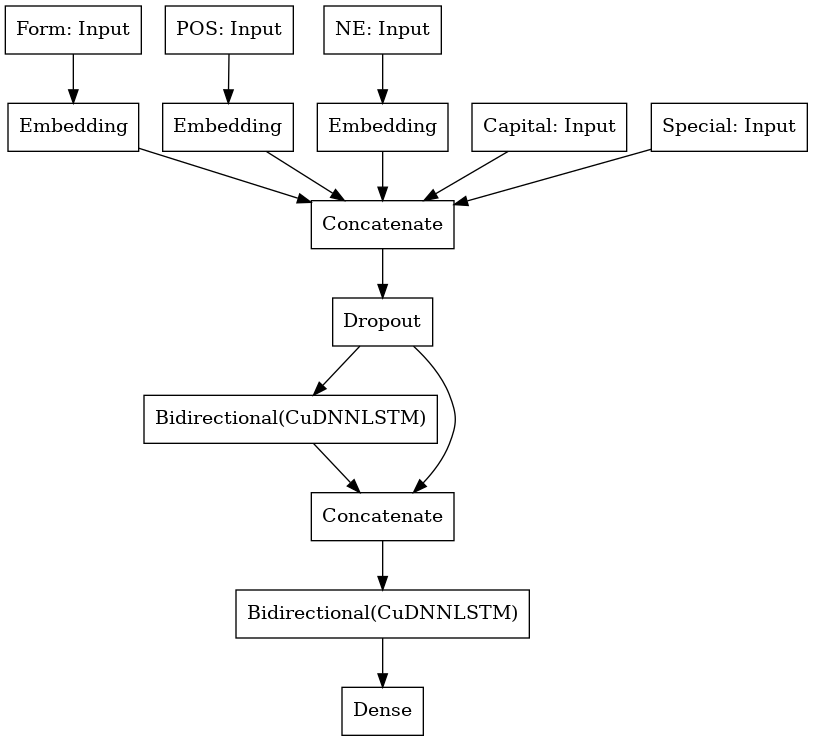 Form: Input
POS: Input
NE: Input
Embedding
Embedding
Embedding
Capital: Input
Special: Input
Concatenate
Dropout
Bidirectional(CuDNNLSTM)
Concatenate
Bidirectional(CuDNNLSTM)
Dense